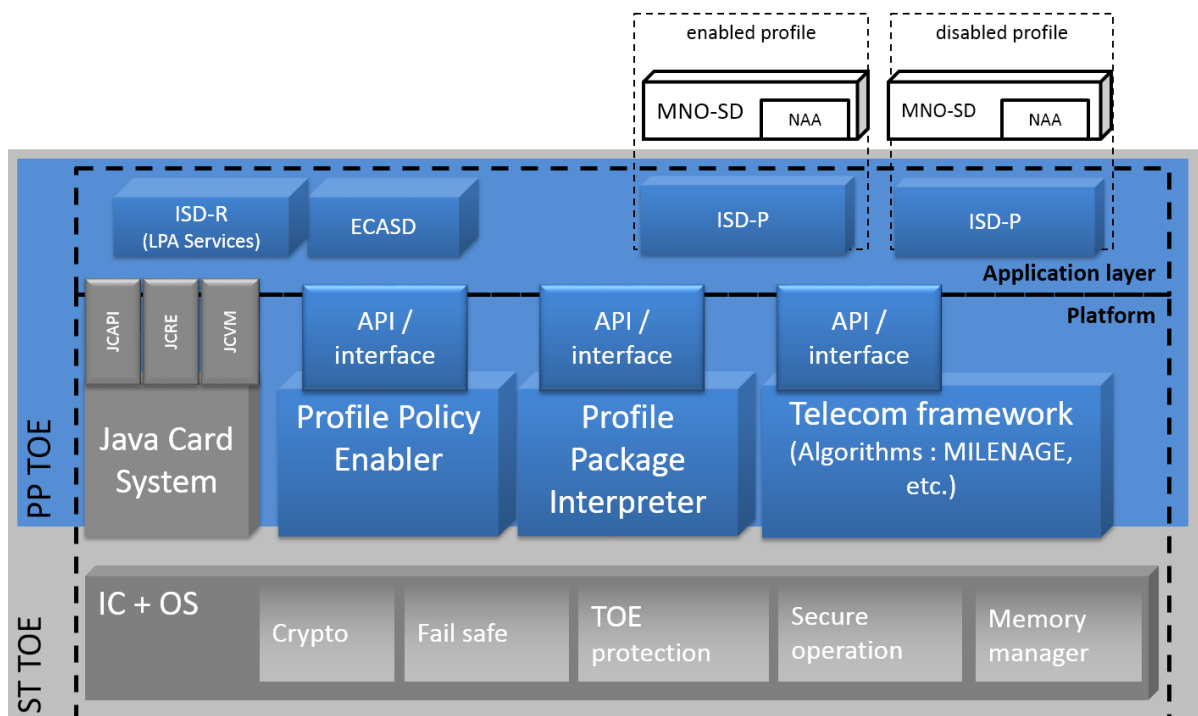 enabled profile
disabled profile
MNO-SD
NAA
MNO-SD
NAA
ISD-R
(LPA Services)
ECASD
ISD-P
ISD-P
Application layer
Platform
JCAPI
JCRE
JCVM
API /
interface
API /
interface
API /
interface
Java Card
System
Profile Policy
Enabler
Profile
Package
Interpreter
Telecom framework
(Algorithms : MILENAGE,
etc.)
PP TOE
ST TOE
IC + OS
Crypto
Fail safe
TOE
protection
Secure
operation
Memory
manager